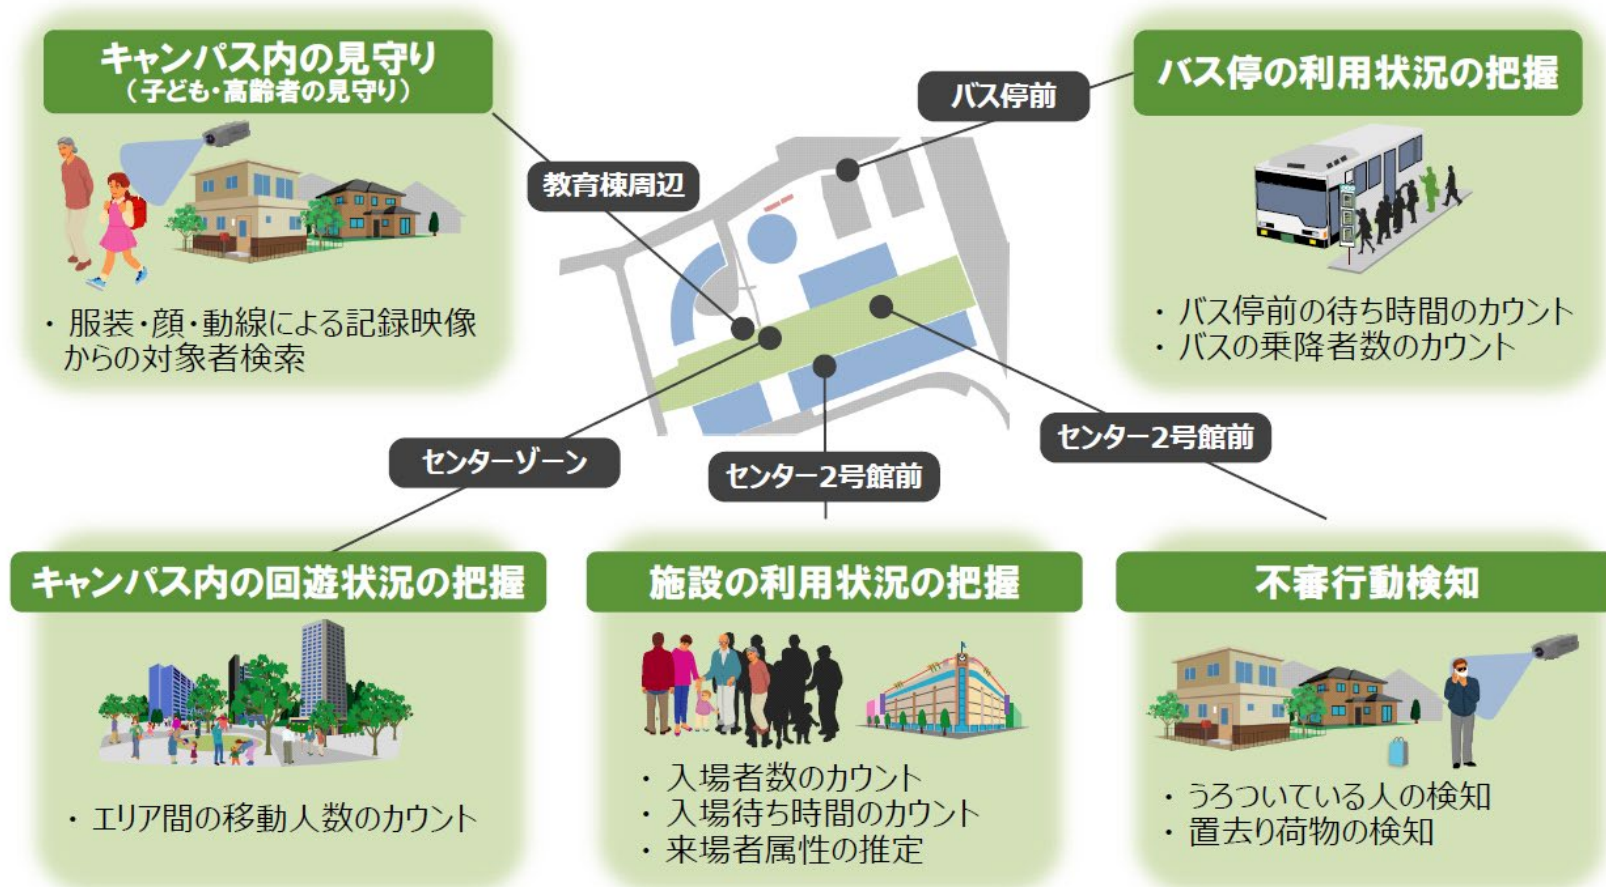 キャンパス内の見守り
（子ども・高齢者の見守り）
・ 服装・顔・動線による記録映像
からの対象者検索
教育棟周辺
バス停前
バス停の利用状況の把握
・ バス停前の待ち時間のカウント
・ バスの乗降者数のカウント
センターゾーン
センター2号館前
センター2号館前
キャンパス内の回遊状況の把握
・ エリア間の移動人数のカウント
施設の利用状況の把握
・ 入場者数のカウント
・ 入場待ち時間のカウント
・ 来場者属性の推定
不審行動検知
・ うろついている人の検知
・ 置去り荷物の検知